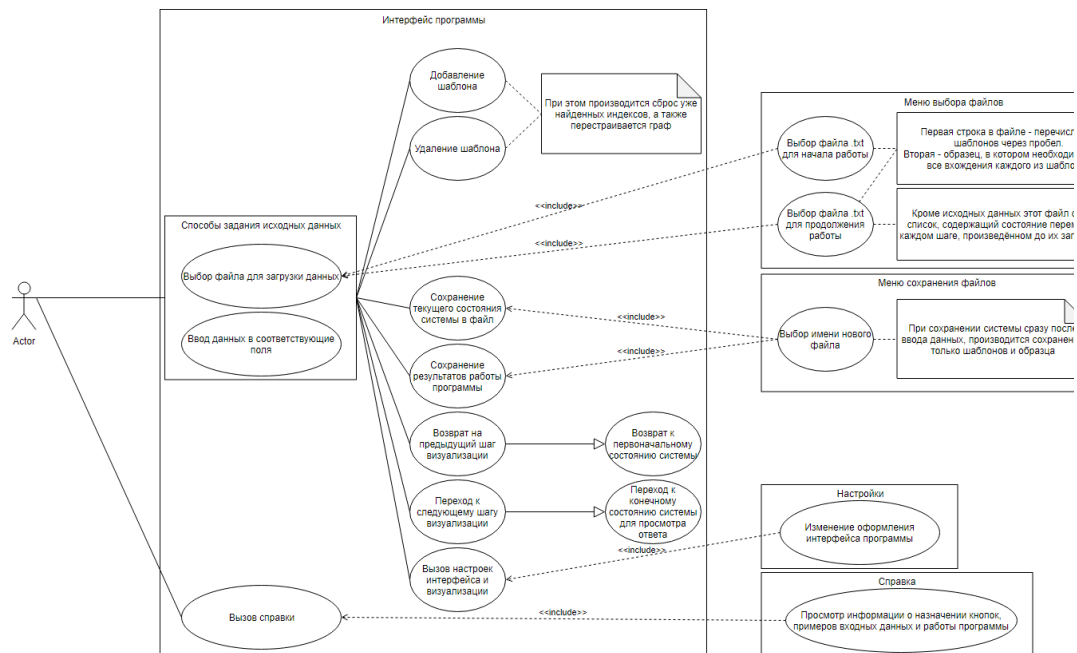 Интерфейс программы
Добавление
шаблона
При этом производится сброс уже
найденных индексов, а также
перестраивается граф
Удаление шаблона
Меню выбора файлов
Выбор файла .txt
для начала работы
Первая строка в файле - перечисл
шаблонов через пробел.
Вторая - образец, в котором необходи
все вхождения каждого из шабло
<<include>>
Выбор файла .txt
для продолжения
работы
Кроме исходных данных этот файл с
список, содержащий состояние перем
каждом шаге, произведённом до их заг
<<include>>
Способы задания исходных данных
Выбор файла для загрузки данных
Ввод данных в соответствующие
поля
Actor
Сохранение
текущего состояния
системы в файл
<<include>>
Сохранение
результатов работы
программы
<<include>>
Меню сохранения файлов
Выбор имени нового
файла
При сохранении системы сразу после
ввода данных, производится сохранен
только шаблонов и образца
Возврат на
предыдущий шаг
визуализации
Возврат к
первоначальному
состоянию системы
Переход к
следующему шагу
визуализации
Переход к
конечному
состоянию системы
для просмотра
ответа
Настройки
Изменение оформления
интерфейса программы
<<include>>
Вызов настроек
интерфейса и
визуализации
Справка
Вызов справки
<<include>>
Просмотр информации о назначении кнопок,
примеров входных данных и работы программы